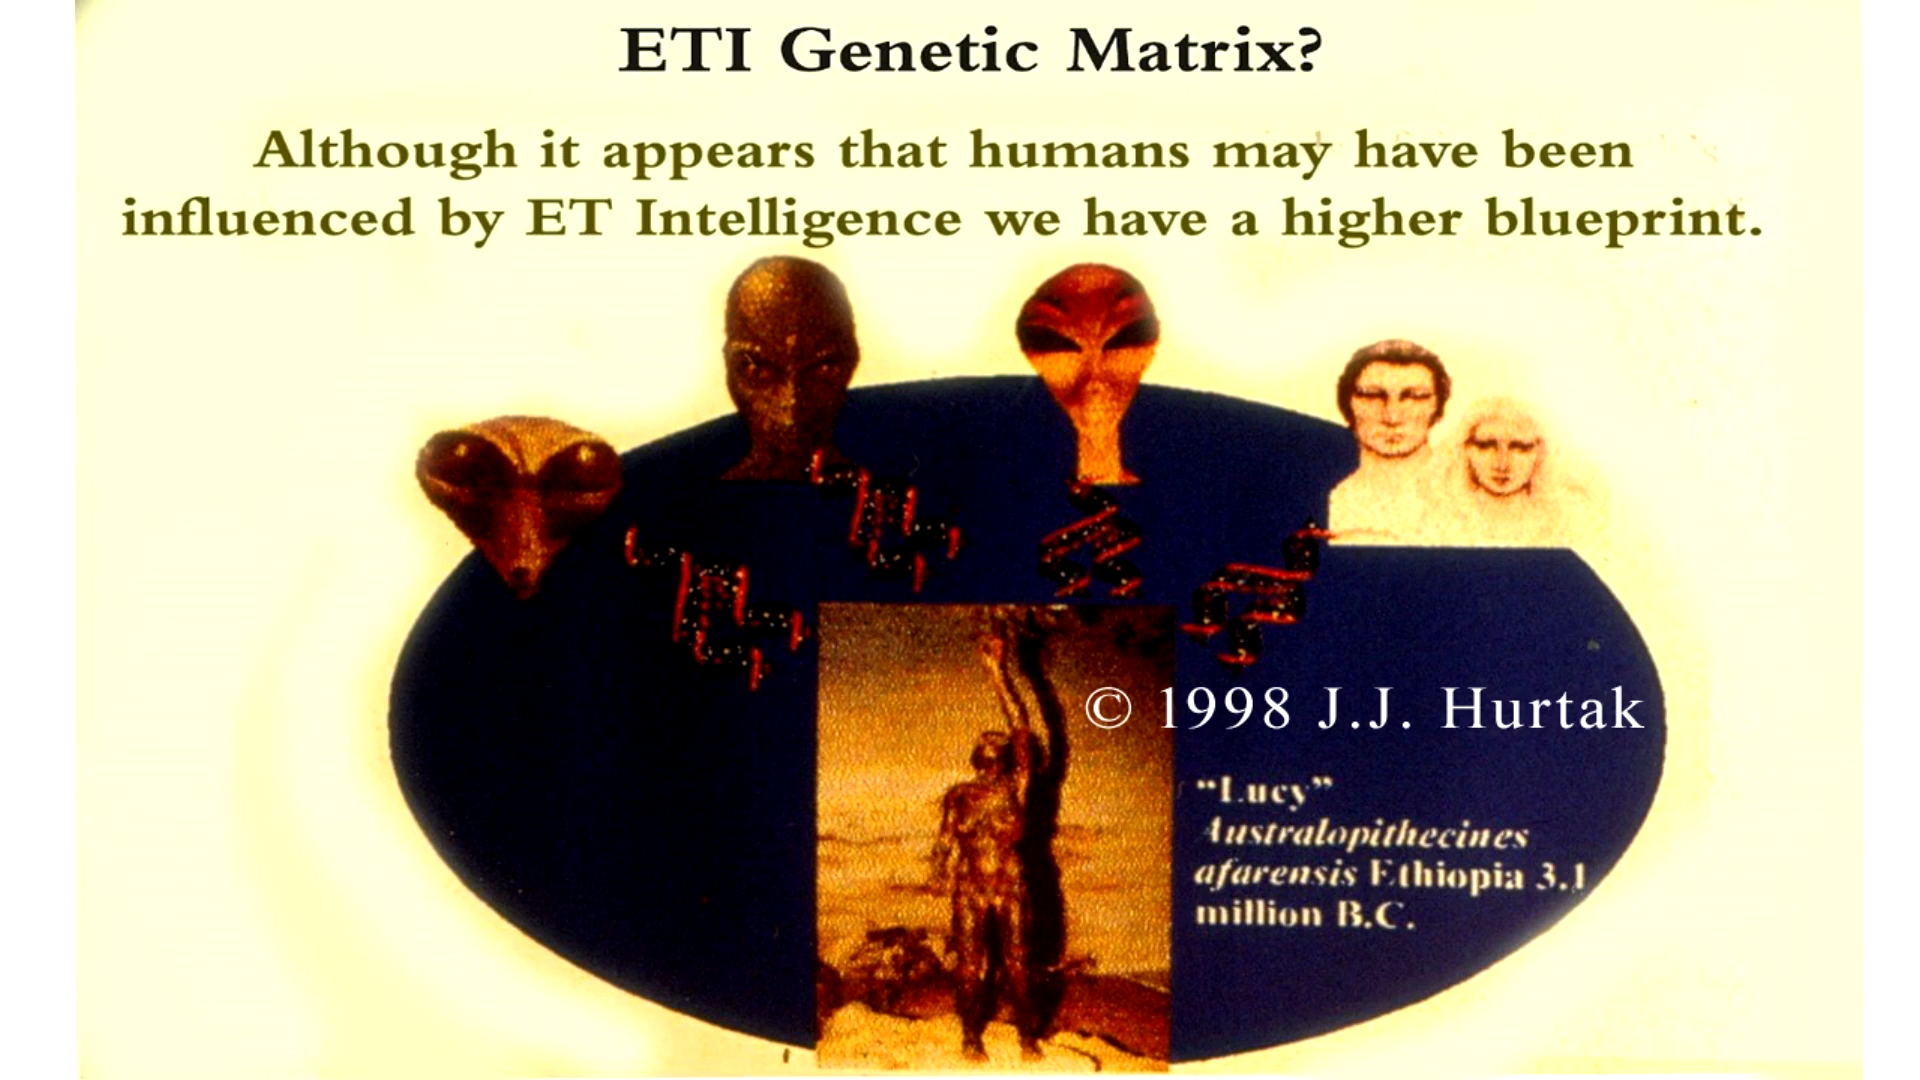 ETI Genetic Matrix?
Although it appears that humans may have been
influenced by ET Intelligence we have a higher blueprint.
© 1998 J.J. Hurtak
“Lucy”
Australopithecines
afarensis Ethiopia 3.1
million B.C.